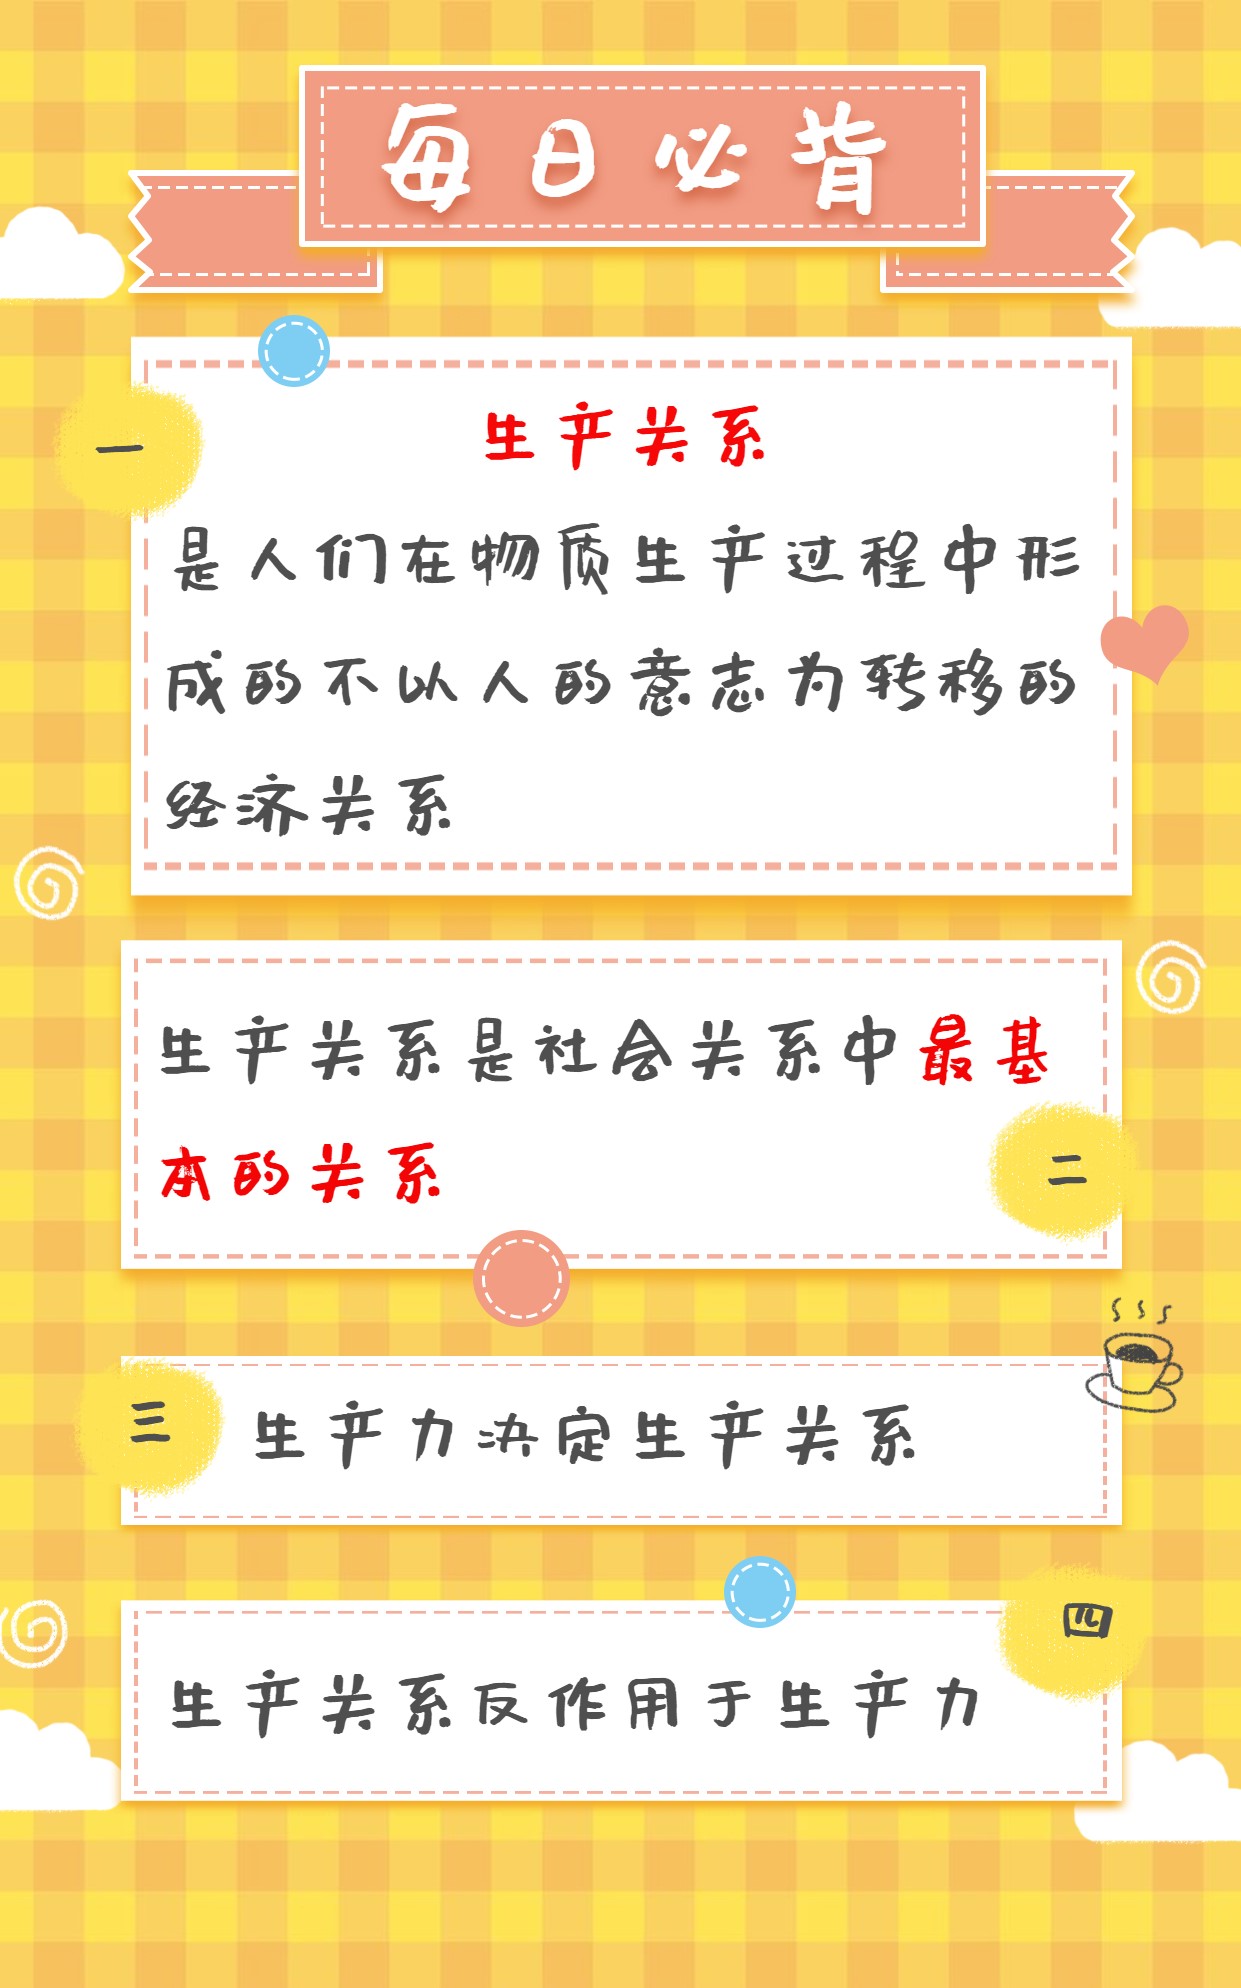 每日必背
一
生产关系
是人们在物质生产过程中形
成的不以人的意志为转移的
经济关系
生产关系是社会关系中最基
本的关系
二
三
生产力决定生产关系
四
生产关系反作用于生产力